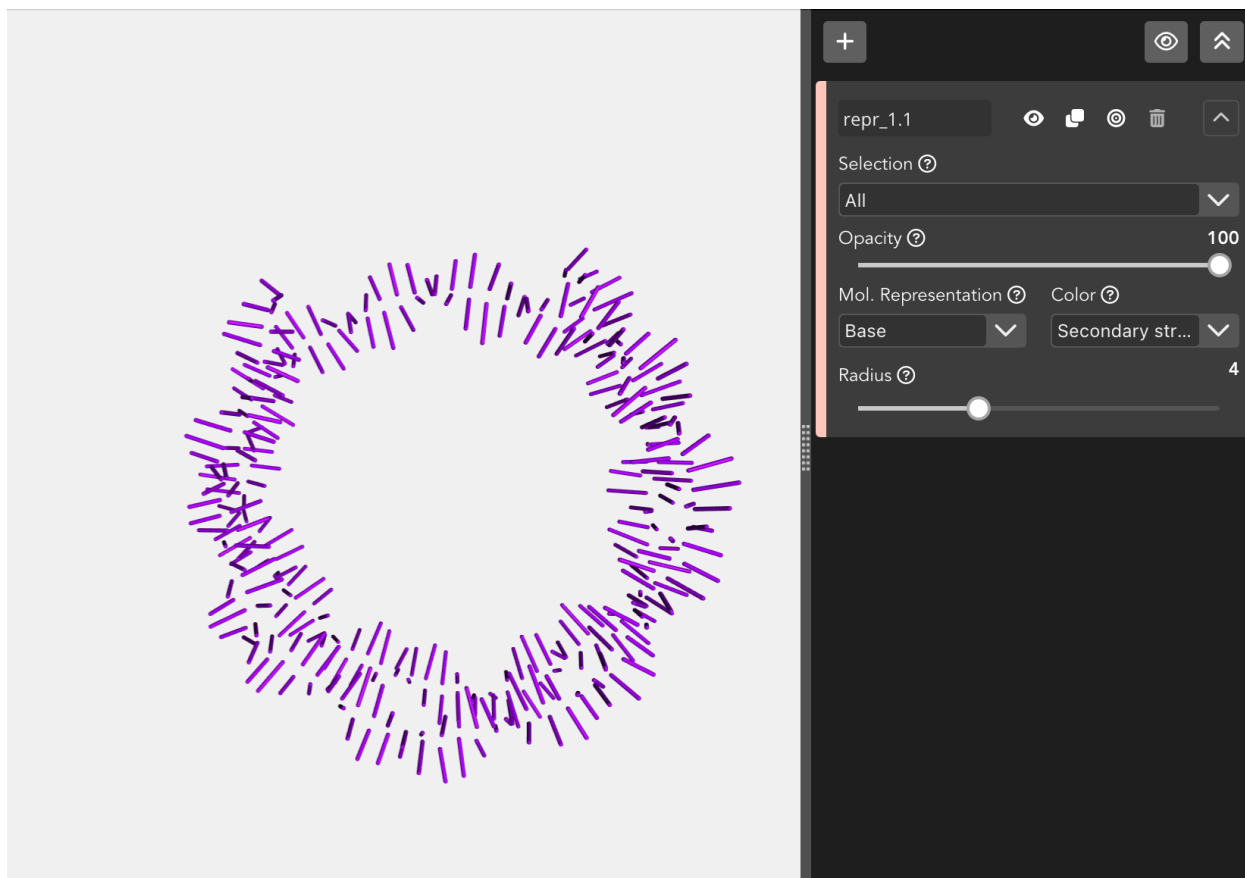 repr_1.1
Selection
All
Opacity 100
Mol. Representation Color
Base Secondary str...
Radius 4